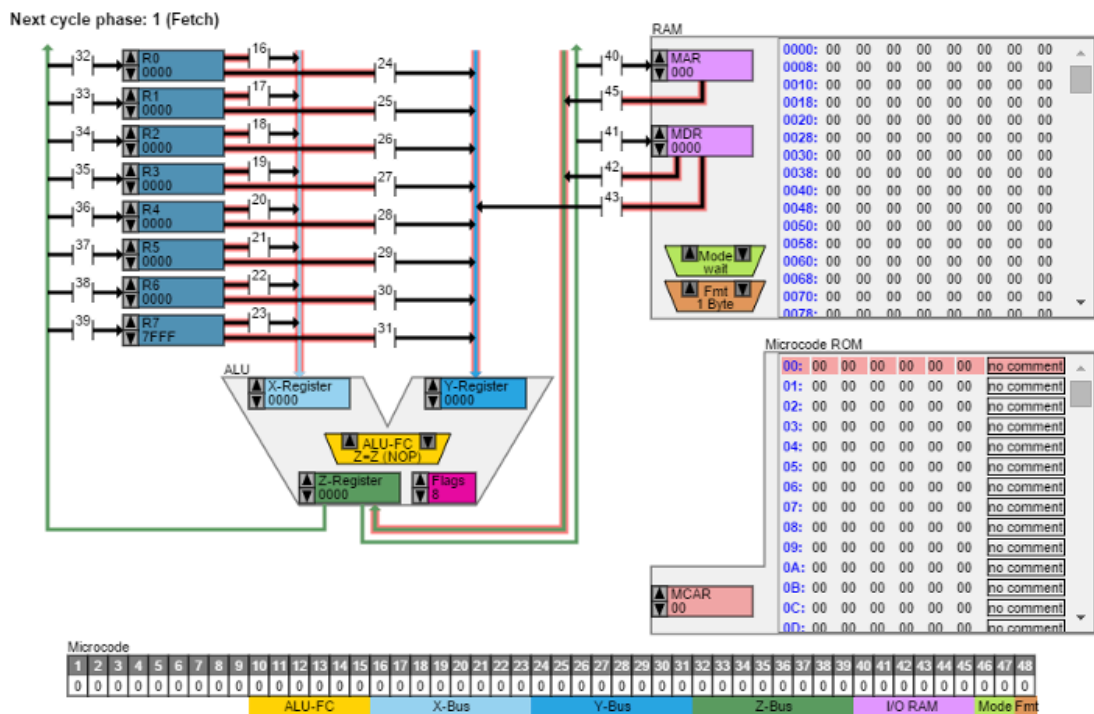 Next cycle phase: 1 (Fetch)
RAM
32
R0
0000
16
24
33
R1
0000
17
25
34
R2
0000
18
26
35
R3
0000
19
27
36
R4
0000
20
28
37
R5
0000
21
29
38
R6
0000
22
30
39
R7
7FFF
23
31
40
MAR
000
45
41
MDR
0000
42
43
Mode
wait
Fmt
1 Byte
0000: 00 00 00 00 00 00 00 00
0008: 00 00 00 00 00 00 00 00
0010: 00 00 00 00 00 00 00 00
0018: 00 00 00 00 00 00 00 00
0020: 00 00 00 00 00 00 00 00
0028: 00 00 00 00 00 00 00 00
0030: 00 00 00 00 00 00 00 00
0038: 00 00 00 00 00 00 00 00
0040: 00 00 00 00 00 00 00 00
0048: 00 00 00 00 00 00 00 00
0050: 00 00 00 00 00 00 00 00
0058: 00 00 00 00 00 00 00 00
0060: 00 00 00 00 00 00 00 00
0068: 00 00 00 00 00 00 00 00
0070: 00 00 00 00 00 00 00 00
0078: 00 00 00 00 00 00 00 00
ALU
X-Register
0000
Y-Register
0000
ALU-FC
Z=Z (NOP)
Z-Register
0000
Flags
8
Microcode ROM
00: 00 00 00 00 00 00 no comment
01: 00 00 00 00 00 00 no comment
02: 00 00 00 00 00 00 no comment
03: 00 00 00 00 00 00 no comment
04: 00 00 00 00 00 00 no comment
05: 00 00 00 00 00 00 no comment
06: 00 00 00 00 00 00 no comment
07: 00 00 00 00 00 00 no comment
08: 00 00 00 00 00 00 no comment
09: 00 00 00 00 00 00 no comment
0A: 00 00 00 00 00 00 no comment
0B: 00 00 00 00 00 00 no comment
0C: 00 00 00 00 00 00 no comment
0D: 00 00 00 00 00 00 no comment
MCAR
00
Microcode
1 2 3 4 5 6 7 8 9 10 11 12 13 14 15 16 17 18 19 20 21 22 23 24 25 26 27 28 29 30 31 32 33 34 35 36 37 38 39 40 41 42 43 44 45 46 47 48
0 0 0 0 0 0 0 0 0 0 0 0 0 0 0 0 0 0 0 0 0 0 0 0 0 0 0 0 0 0 0 0 0 0 0 0 0 0 0 0 0 0 0 0 0 0 0 0
ALU-FC X-Bus Y-Bus Z-Bus I/O RAM Mode Fmt